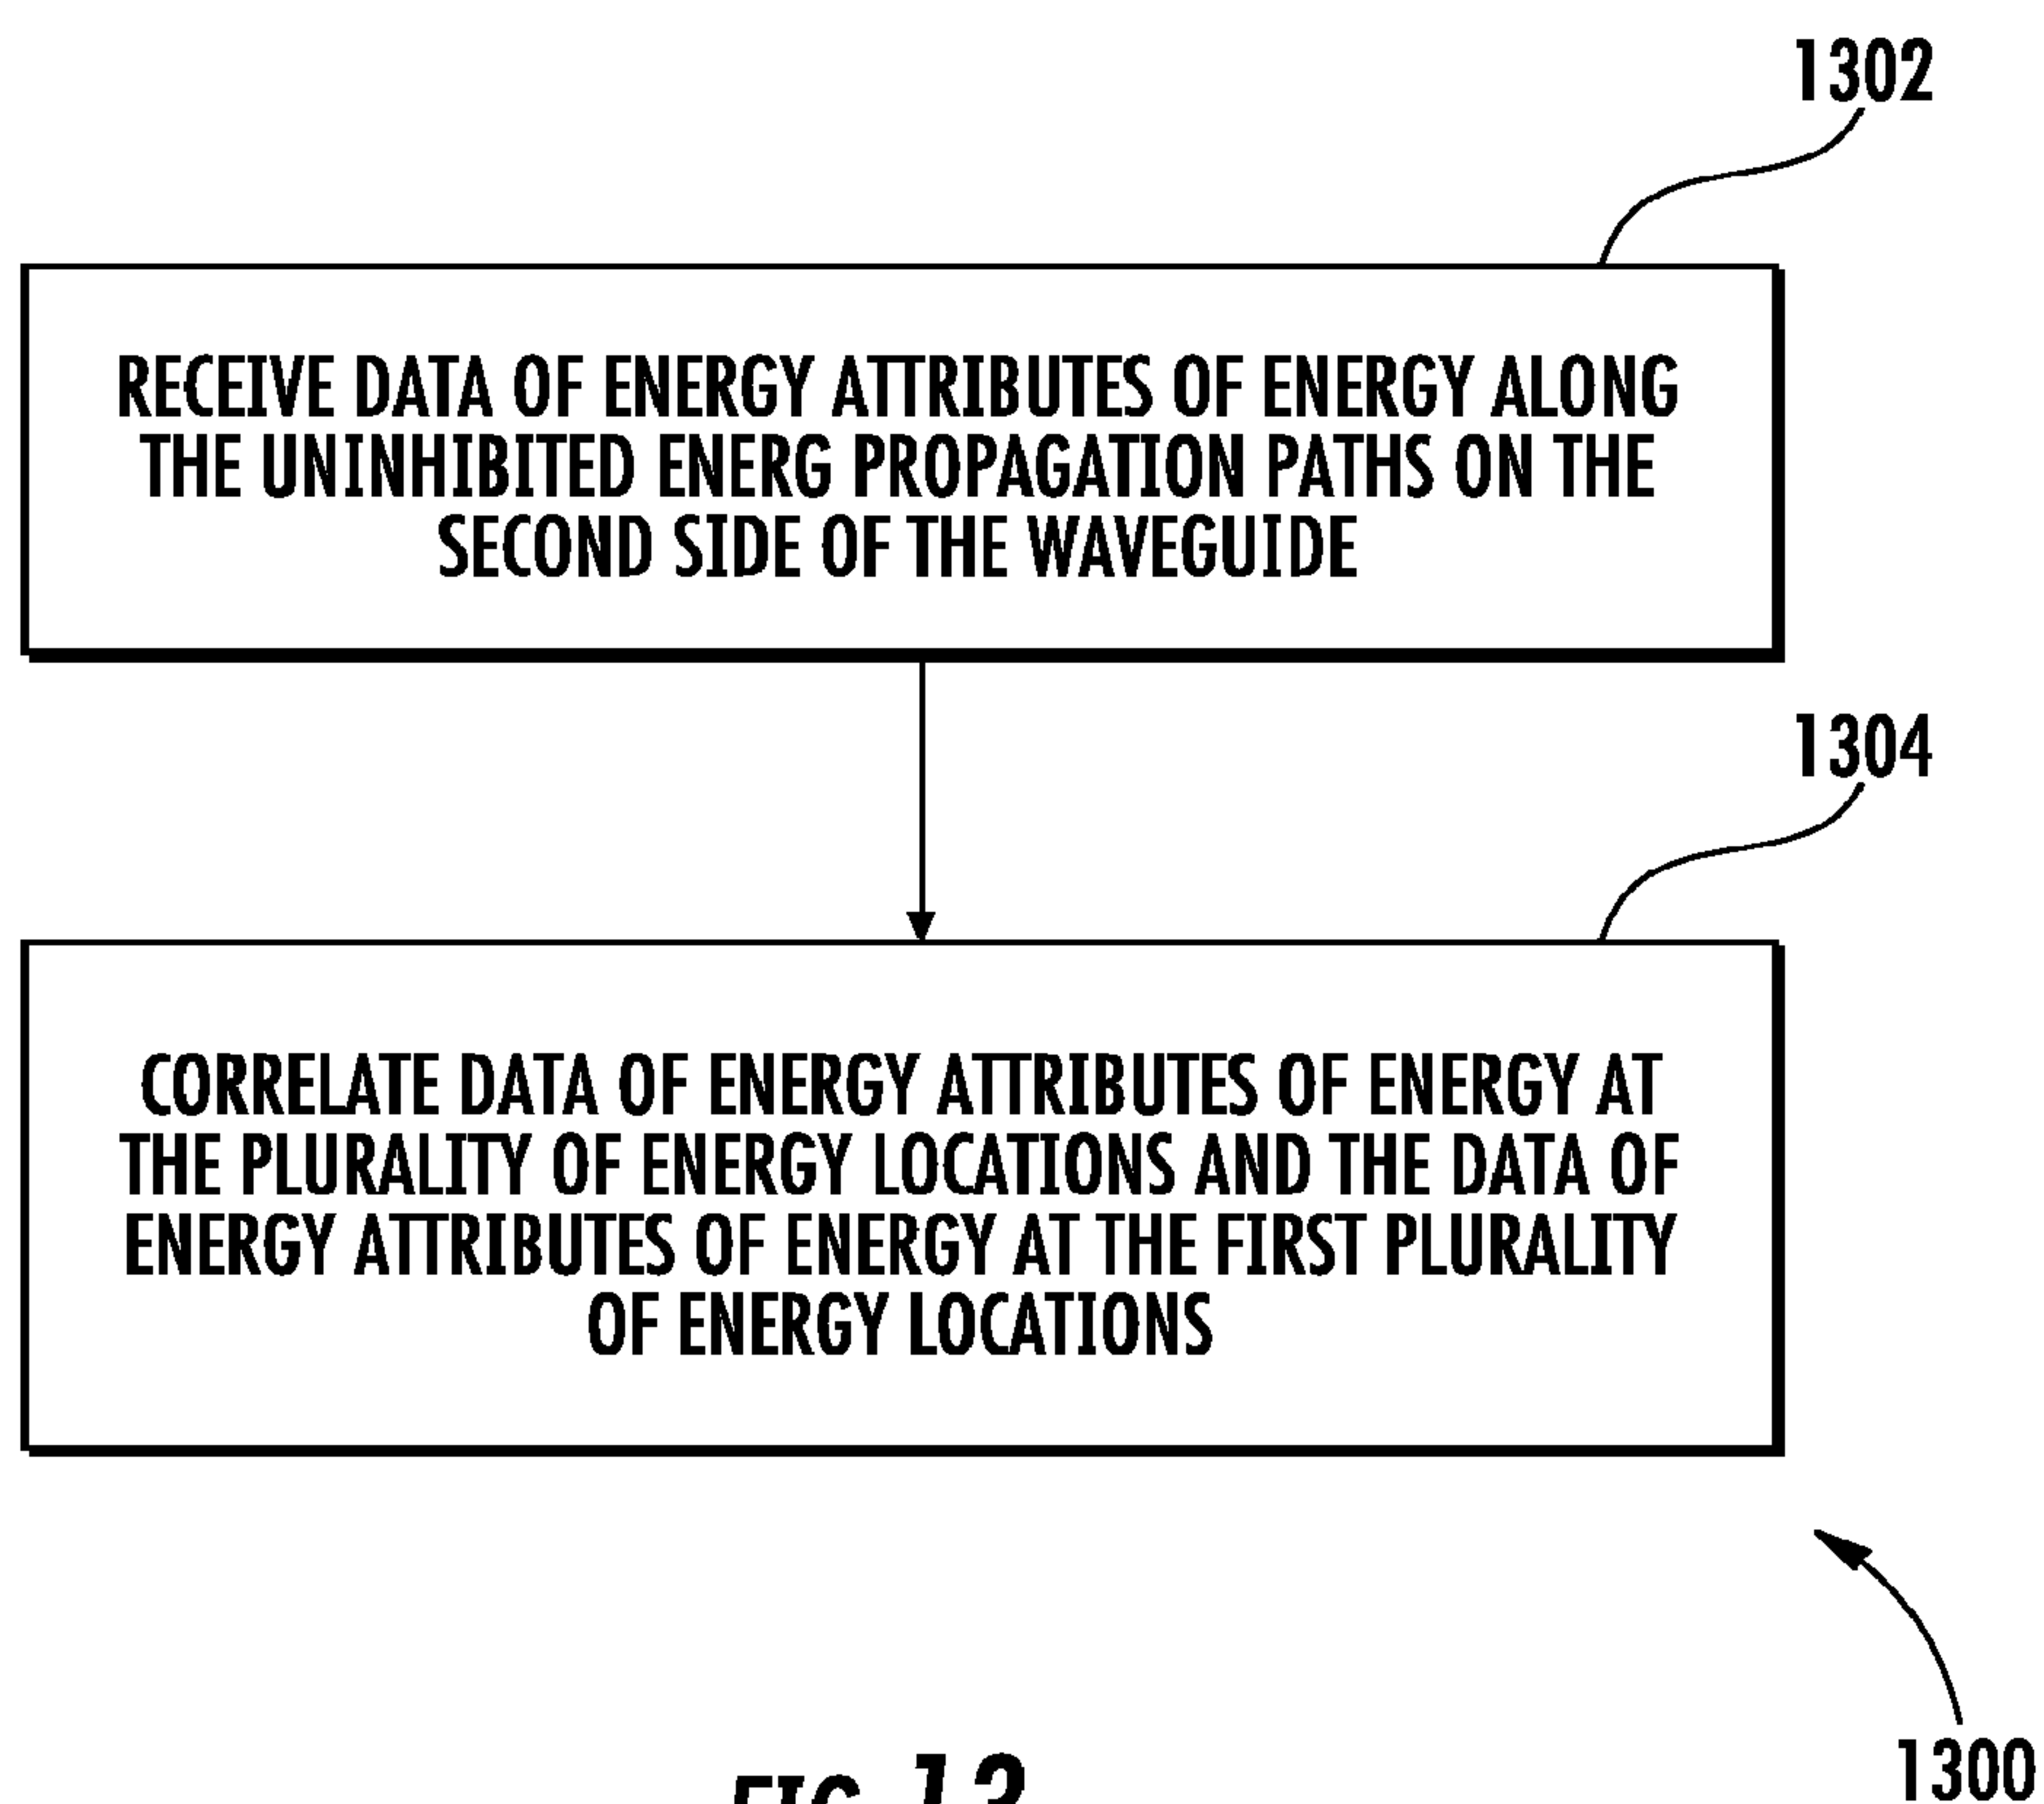 1302
RECEIVE DATA OF ENERGY ATTRIBUTES OF ENERGY ALONG
THE UNINHIBITED ENERG PROPAGATION PATHS ON THE
SECOND SIDE OF THE WAVEGUIDE
1304
CORRELATE DATA OF ENERGY ATTRIBUTES OF ENERGY AT
THE PLURALITY OF ENERGY LOCATIONS AND THE DATA OF
ENERGY ATTRIBUTES OF ENERGY AT THE FIRST PLURALITY
OF ENERGY LOCATIONS
1300